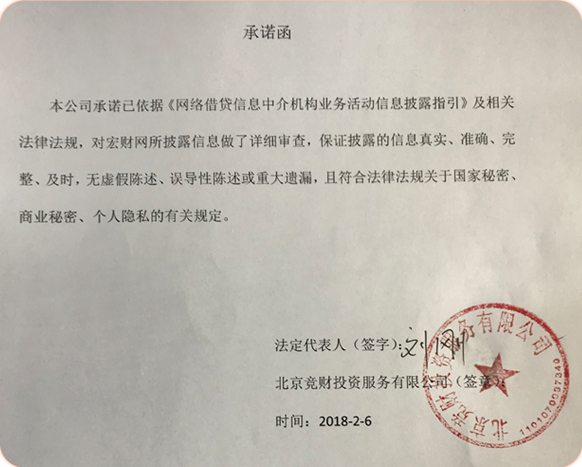 承诺函
本公司承诺已依据《网络借贷信息中介机构业务活动信息披露指引》及相关
法律法规，对宏财网所披露信息做了详细审查，保证披露的信息真实、准确、完
整、及时，无虚假陈述、误导性陈述或重大遗漏，且符合法律法规关于国家秘密、
商业秘密、个人隐私的有关规定。
法定代表人（签字）：
北京竞财投资服务有限公司（签章）：
时间：2018-2-6
北京竞财投资服务有限公司